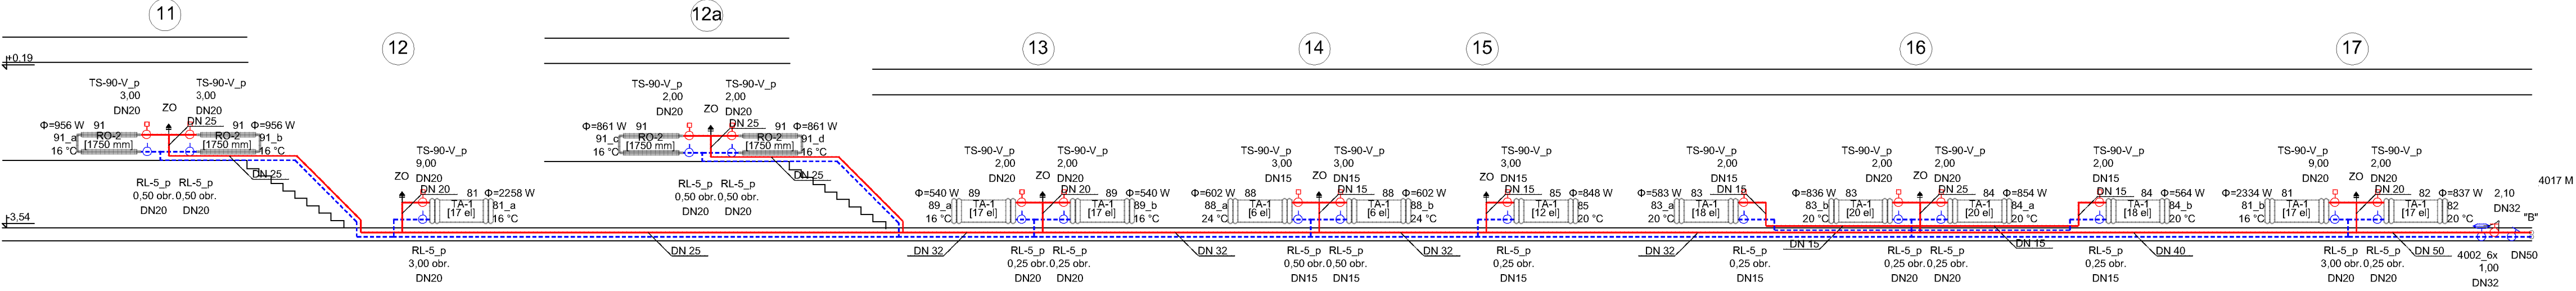 11
12
12a
13
14
15
16
17
+0.19
+3,54
TS-90-V_p
3,00
DN20
TS-90-V_p
3,00
DN20
ZO
DN 25
Φ=956 W
91
91_a
16 °C
RO-2
[1750 mm]
RO-2
[1750 mm]
91
Φ=956 W
91_b
16 °C
DN 25
RL-5_p
0,50 obr.
DN20
RL-5_p
0,50 obr.
DN20
TS-90-V_p
9,00
DN20
ZO
DN 20
81
Φ=2258 W
TA-1
[17 el]
81_a
16 °C
RL-5_p
3,00 obr.
DN20
TS-90-V_p
2,00
DN20
TS-90-V_p
2,00
DN20
ZO
DN 25
Φ=861 W
91
91_c
16 °C
RO-2
[1750 mm]
RO-2
[1750 mm]
91
Φ=861 W
91_d
16 °C
DN 25
RL-5_p
0,50 obr.
DN20
RL-5_p
0,50 obr.
DN20
DN 25
TS-90-V_p
2,00
DN20
TS-90-V_p
2,00
DN20
ZO
DN 20
Φ=540 W
89
89_a
16 °C
TA-1
[17 el]
TA-1
[17 el]
89
Φ=540 W
89_b
16 °C
DN 32
RL-5_p
0,25 obr.
DN20
RL-5_p
0,25 obr.
DN20
DN 32
TS-90-V_p
3,00
DN15
TS-90-V_p
3,00
DN15
ZO
DN 15
Φ=602 W
88
88_a
24 °C
TA-1
[6 el]
TA-1
[6 el]
88
Φ=602 W
88_b
24 °C
RL-5_p
0,50 obr.
DN15
RL-5_p
0,50 obr.
DN15
DN 32
TS-90-V_p
3,00
DN15
ZO
DN 15
85
Φ=848 W
TA-1
[12 el]
85
20 °C
RL-5_p
0,25 obr.
DN15
DN 32
TS-90-V_p
2,00
DN15
Φ=583 W
83
83_a
20 °C
TA-1
[18 el]
RL-5_p
0,25 obr.
DN15
DN 15
TS-90-V_p
2,00
DN20
TS-90-V_p
2,00
DN20
ZO
DN 25
Φ=836 W
83
83_b
20 °C
TA-1
[20 el]
TA-1
[20 el]
84
Φ=854 W
84_a
20 °C
RL-5_p
0,25 obr.
DN20
RL-5_p
0,25 obr.
DN20
DN 15
TS-90-V_p
2,00
DN 15
84
Φ=564 W
TA-1
[18 el]
84_b
20 °C
RL-5_p
0,25 obr.
DN15
DN 40
TS-90-V_p
9,00
DN20
TS-90-V_p
2,00
DN20
ZO
DN 20
Φ=2334 W
81
81_b
16 °C
TA-1
[17 el]
TA-1
[17 el]
82
Φ=837 W
82
20 °C
RL-5_p
3,00 obr.
DN20
RL-5_p
0,25 obr.
DN20
DN 50
4017 M
2,10
DN32
"B"
4002_6x
1,00
DN32
DN50